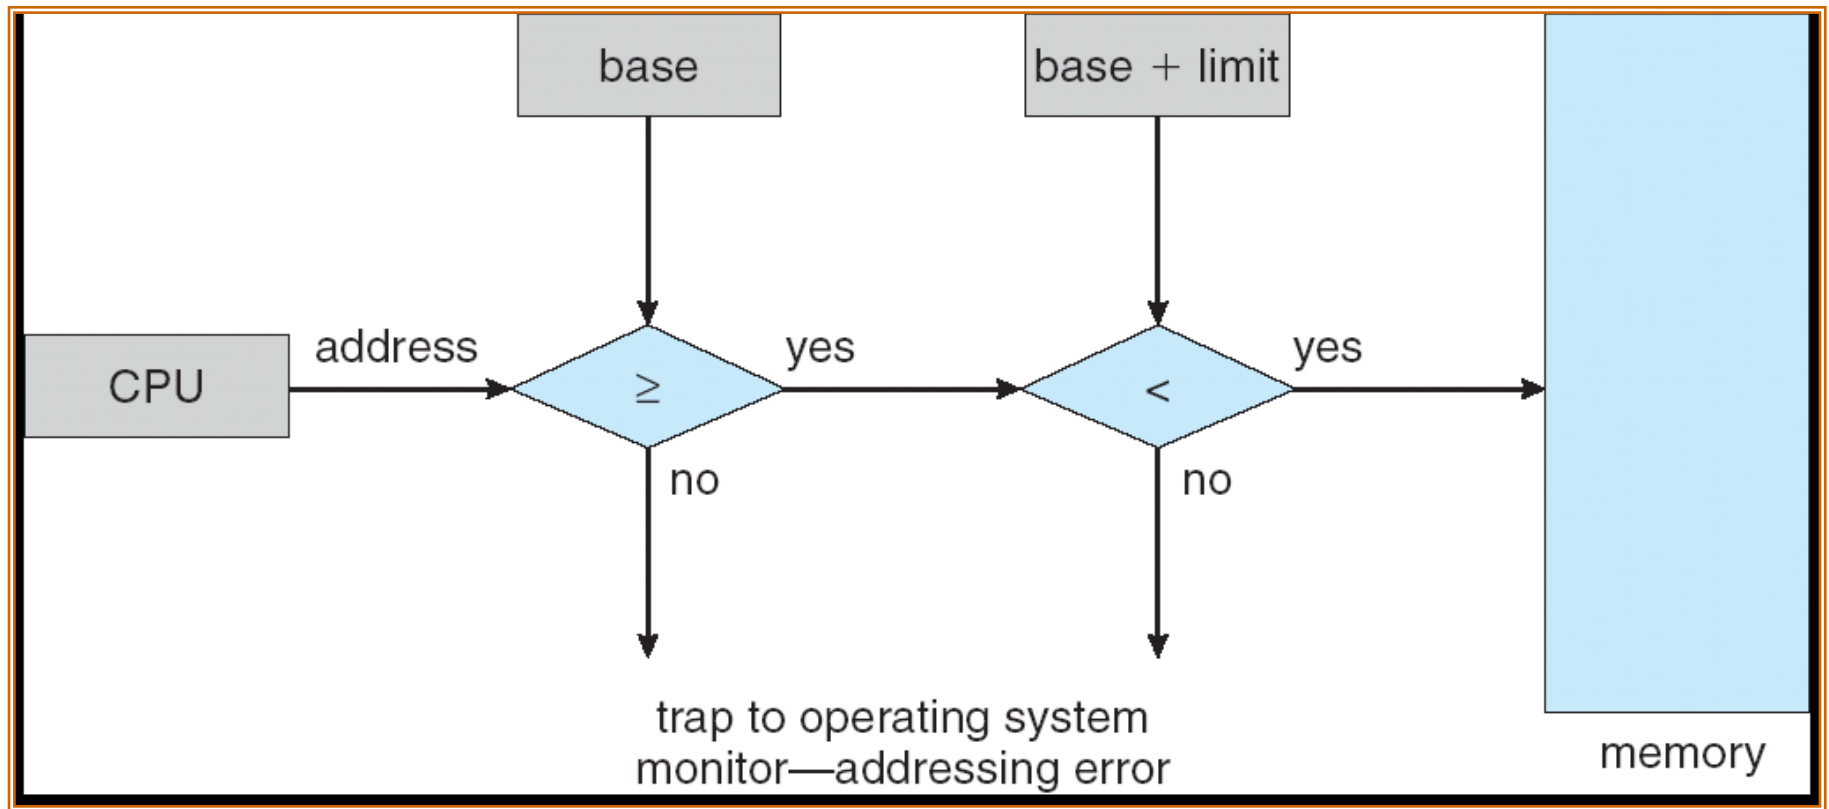 base
base + limit
CPU
address
≥
yes
<
yes
no
no
trap to operating system
monitor—addressing error
memory